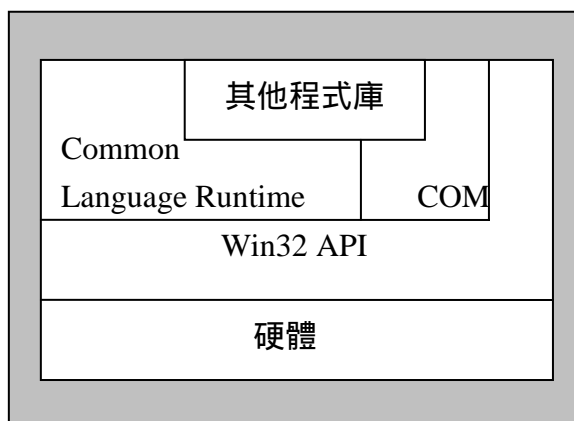 其他程式庫
Common
Language Runtime
COM
Win32 API
硬體